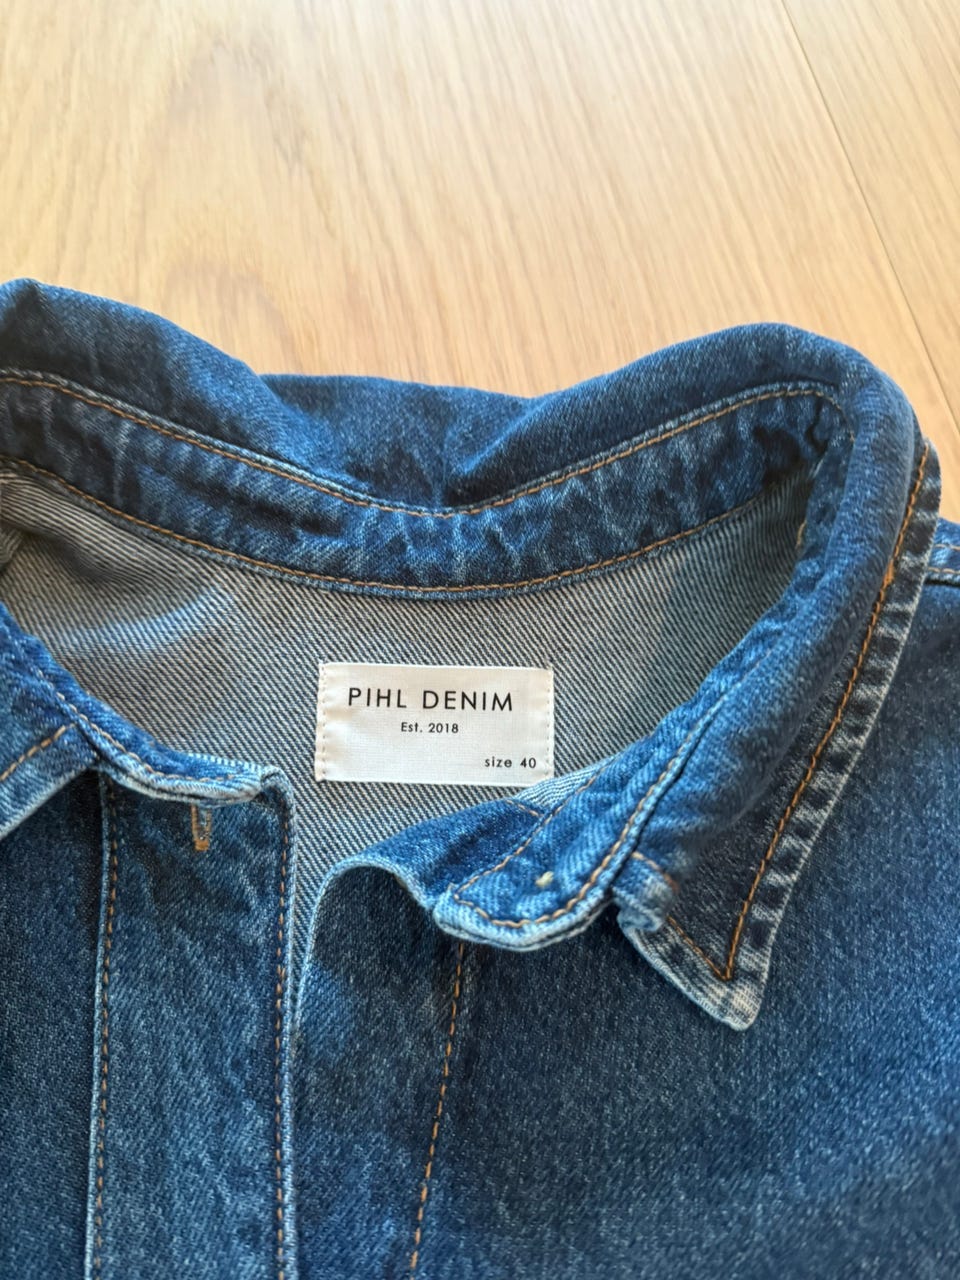 PIHL DENIM
Est. 2018
size 40